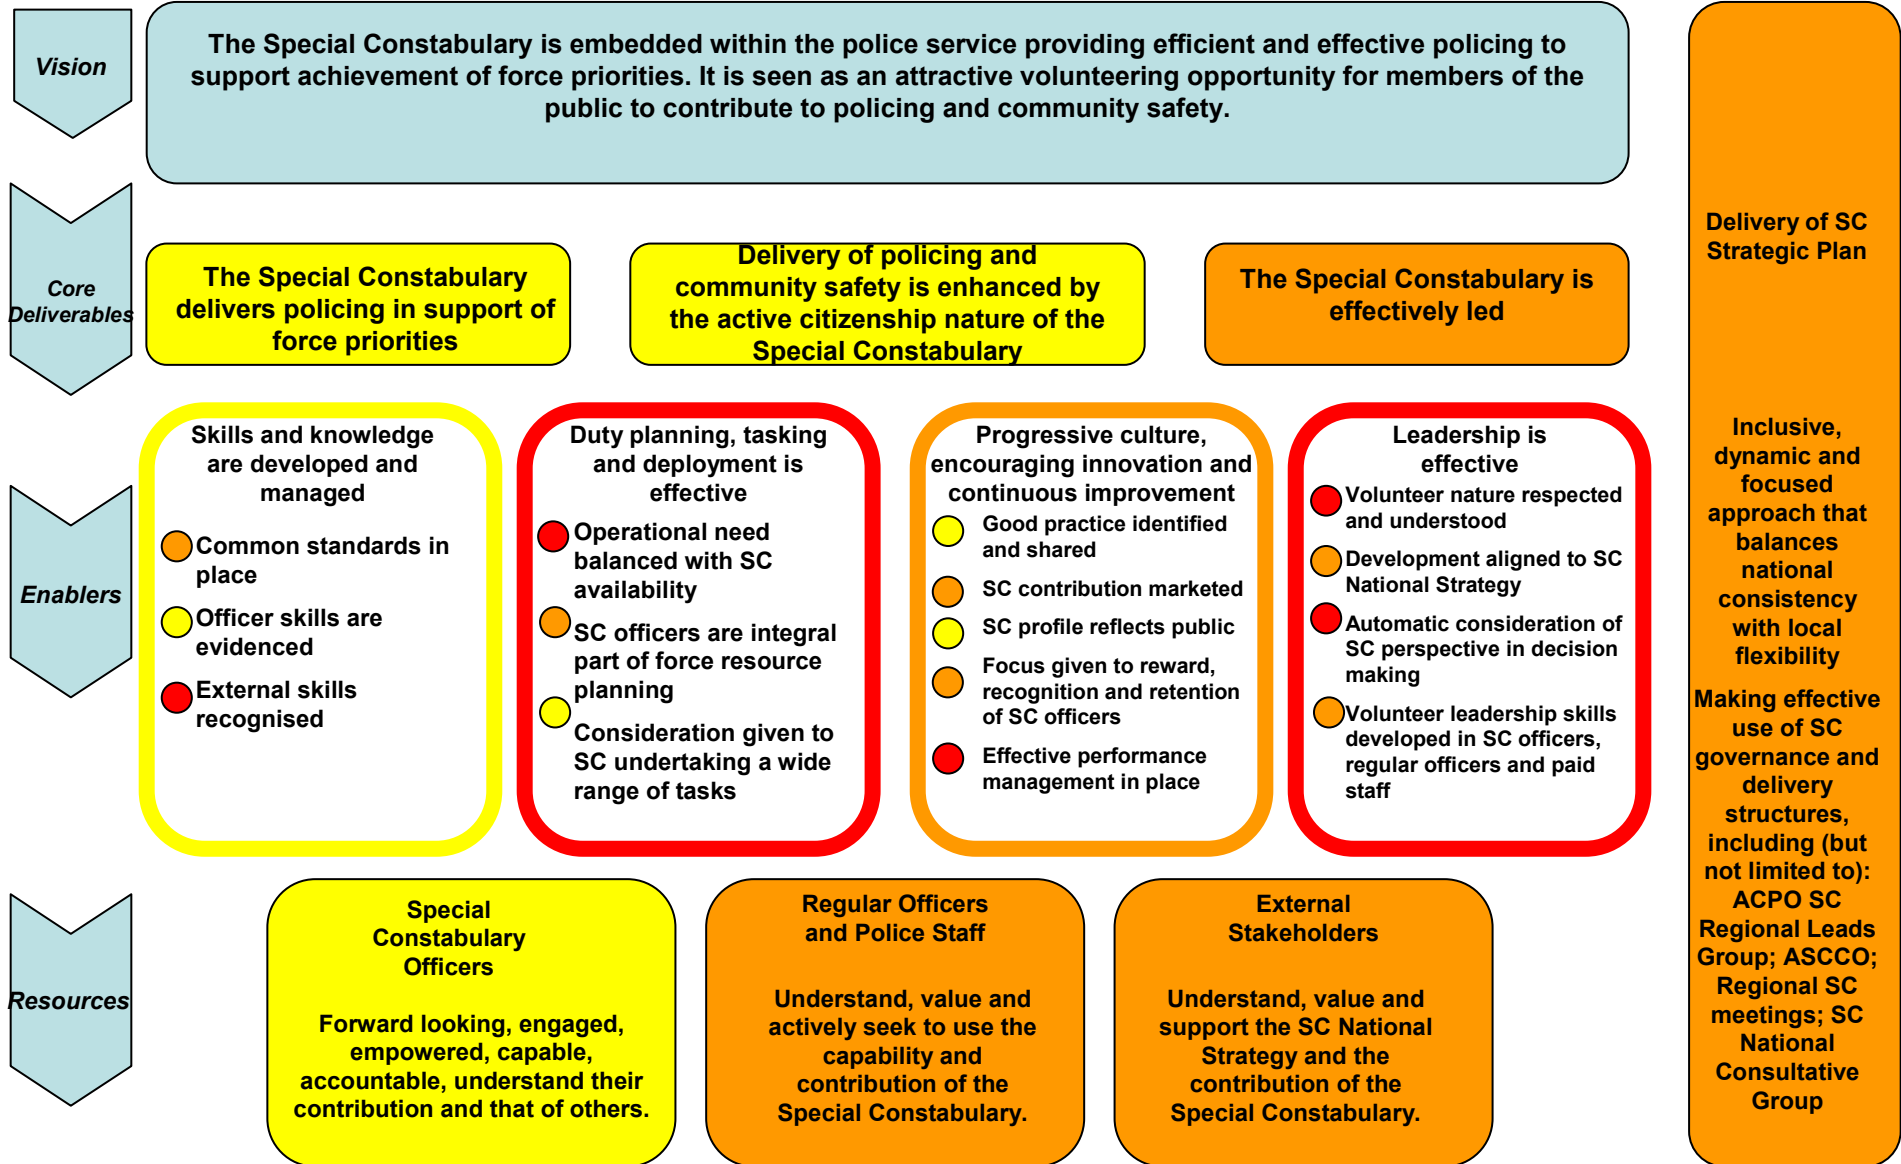 Vision
The Special Constabulary is embedded within the police service providing efficient and effective policing to
support achievement of force priorities. It is seen as an attractive volunteering opportunity for members of the
public to contribute to policing and community safety.
Core
Deliverables
The Special Constabulary
delivers policing in support of
force priorities
Delivery of policing and
community safety is enhanced by
the active citizenship nature of the
Special Constabulary
The Special Constabulary is
effectively led
Enablers
Skills and knowledge
are developed and
managed
Common standards in
place
Officer skills are
evidenced
External skills
recognised
Duty planning, tasking
and deployment is
effective
Operational need
balanced with SC
availability
SC officers are integral
part of force resource
planning
Consideration given to
SC undertaking a wide
range of tasks
Progressive culture,
encouraging innovation and
continuous improvement
Good practice identified
and shared
SC contribution marketed
SC profile reflects public
Focus given to reward,
recognition and retention
of SC officers
Effective performance
management in place
Leadership is
effective
Volunteer nature respected
and understood
Development aligned to SC
National Strategy
Automatic consideration of
SC perspective in decision
making
Volunteer leadership skills
developed in SC officers,
regular officers and paid
staff
Resources
Special
Constabulary
Officers
Forward looking, engaged,
empowered, capable,
accountable, understand their
contribution and that of others.
Regular Officers
and Police Staff
Understand, value and
actively seek to use the
capability and
contribution of the
Special Constabulary.
External
Stakeholders
Understand, value and
support the SC National
Strategy and the
contribution of the
Special Constabulary.
Delivery of SC
Strategic Plan
Inclusive,
dynamic and
focused
approach that
balances
national
consistency
with local
flexibility
Making effective
use of SC
governance and
delivery
structures,
including (but
not limited to):
ACPO SC
Regional Leads
Group; ASCCO;
Regional SC
meetings; SC
National
Consultative
Group